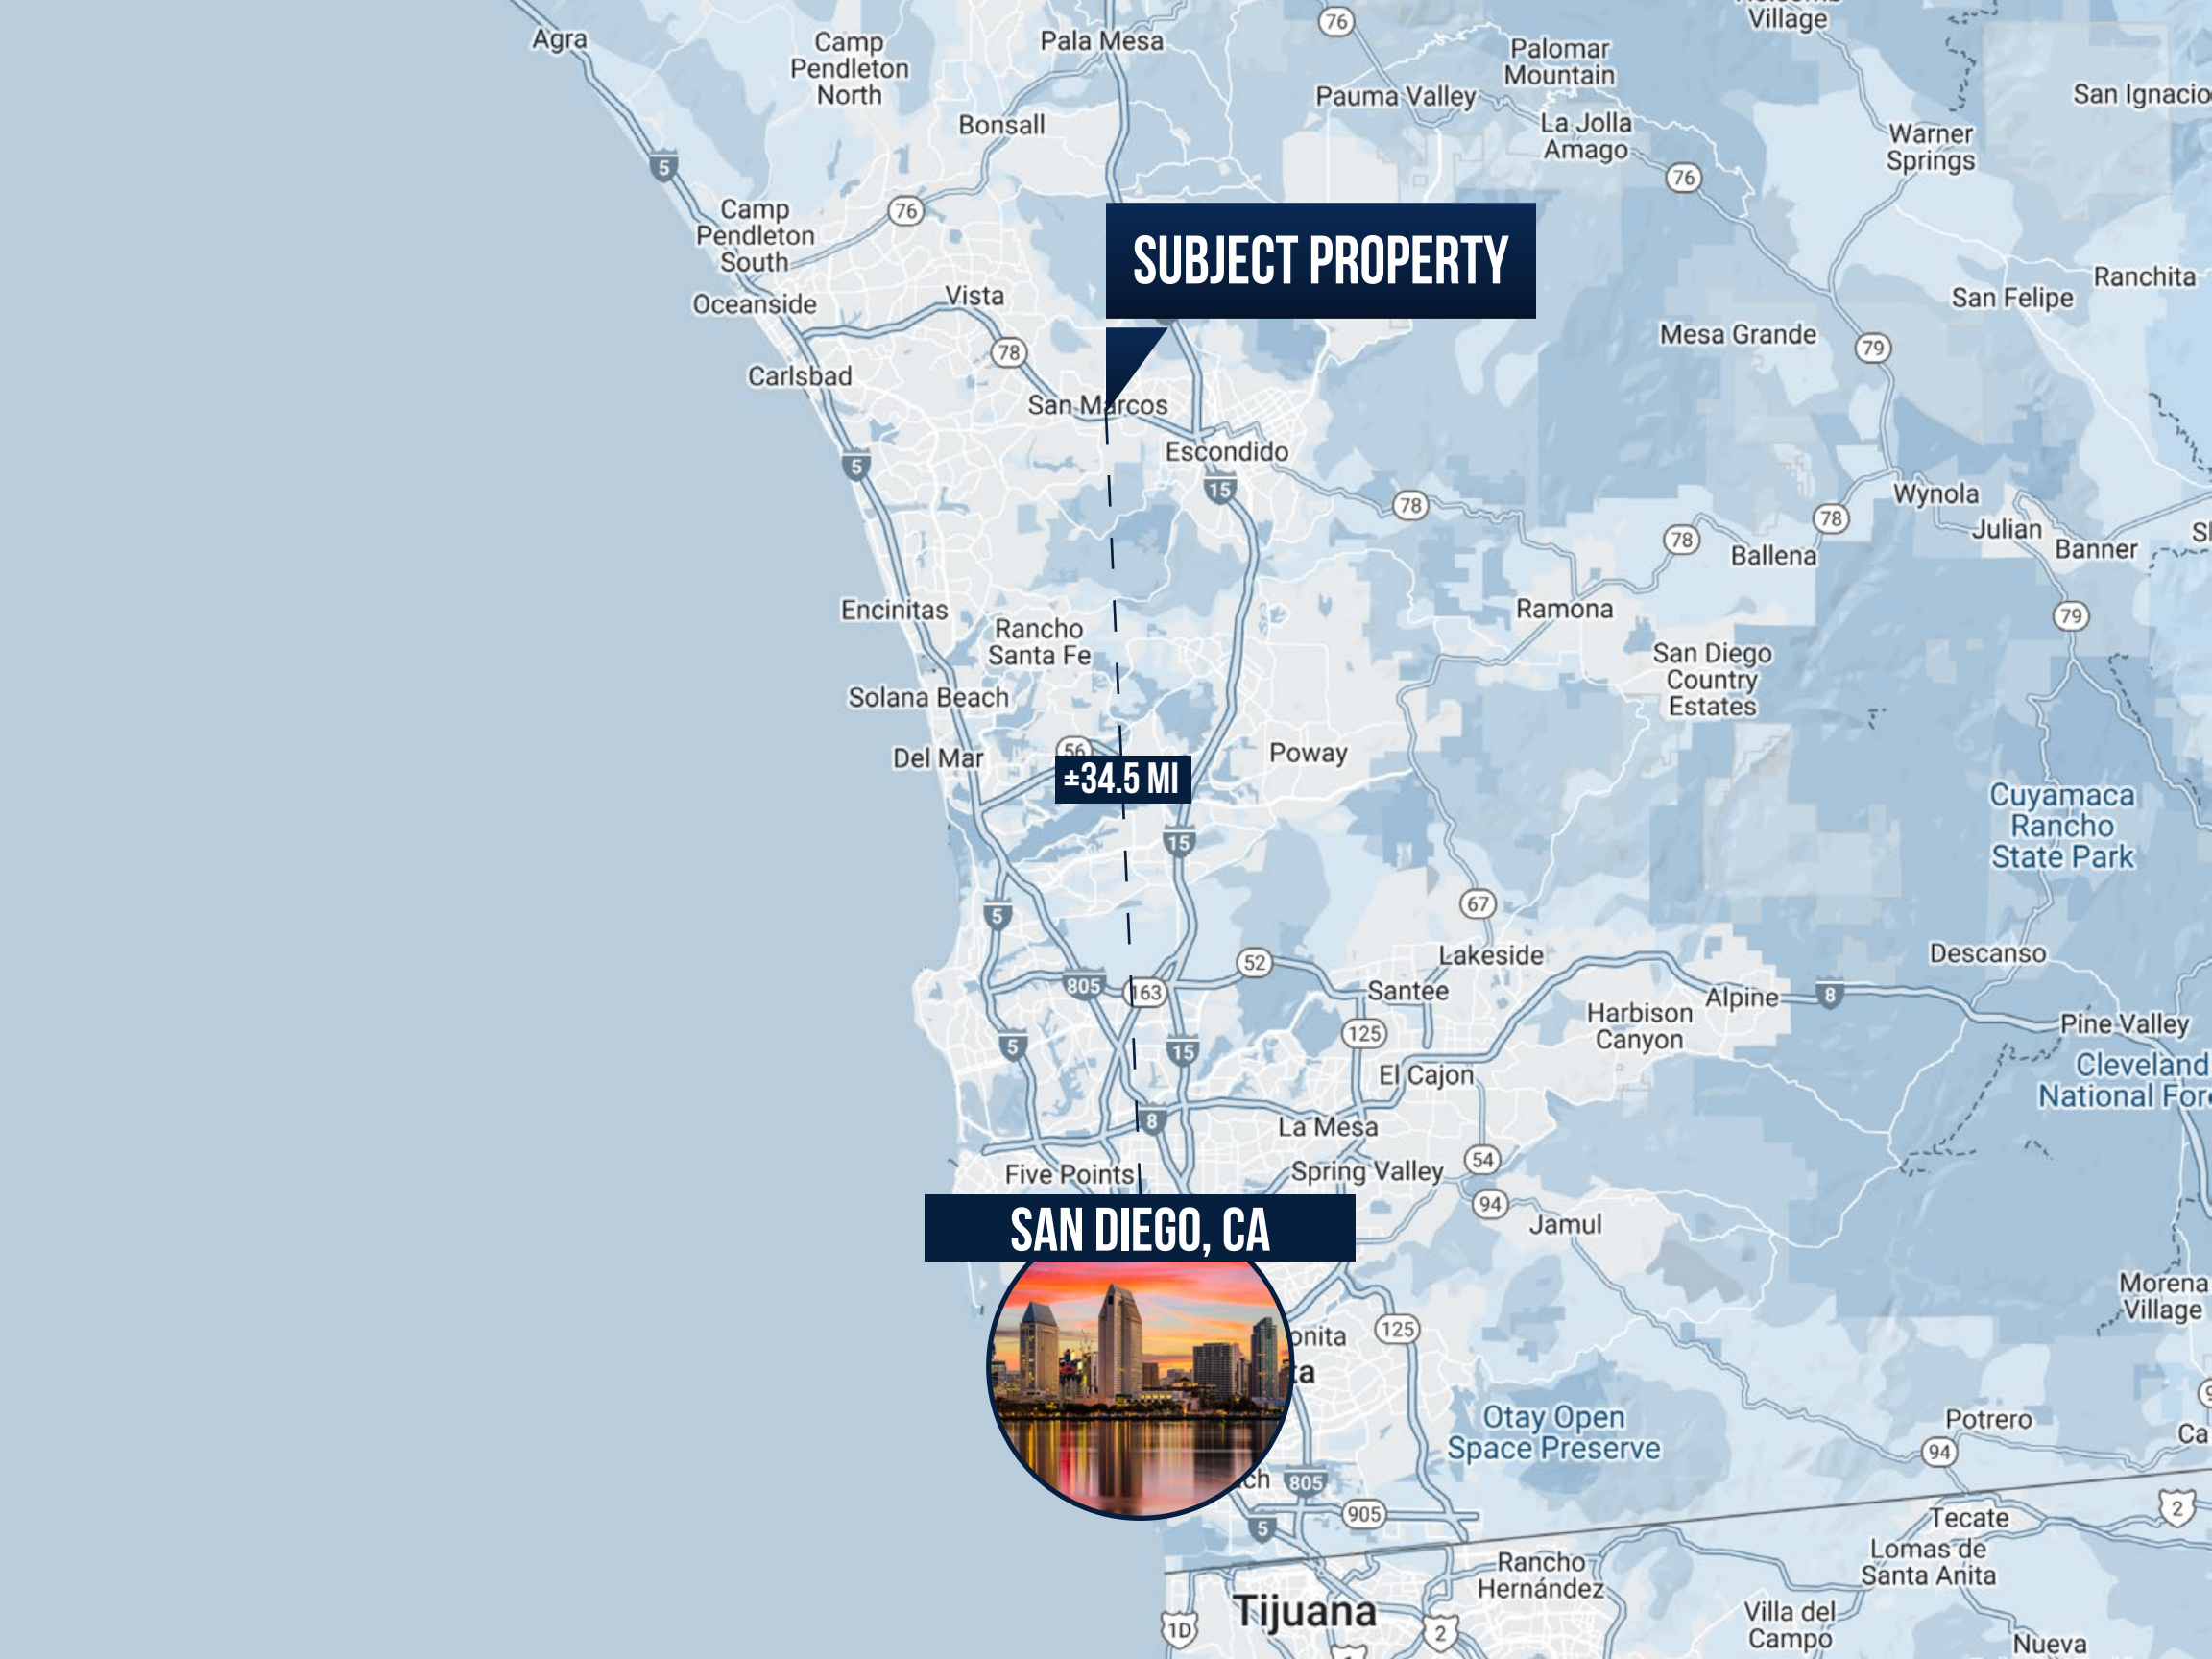 Village
Agra
Camp
Pendleton
North
Pala Mesa
76
Palomar
Mountain
Pauma Valley
San Ignacio
Bonsall
La Jolla
Amago
Warner
Springs
5
76
76
Camp
Pendleton
South
SUBJECT PROPERTY
Oceanside
Vista
Ranchita
San Felipe
Mesa Grande
79
78
Carlsbad
San Marcos
Escondido
5
15
78
Wynola
78
78
Julian
Banner
Ballena
Encinitas
Ramona
79
Rancho
Santa Fe
San Diego
Country
Estates
Solana Beach
56
Del Mar
Poway
±34.5 MI
Cuyamaca
Rancho
State Park
15
67
5
Lakeside
Descanso
52
805
163
Santee
Alpine
8
Harbison
Canyon
Pine Valley
125
5
15
El Cajon
Cleveland
National For
8
La Mesa
Five Points
Spring Valley
54
94
Jamul
SAN DIEGO, CA
Morena
Village
onita
125
ta
Otay Open
Space Preserve
Potrero
Ca
94
ch
805
905
5
2
Tecate
Lomas de
Santa Anita
Rancho
Hernández
Tijuana
1D
2
Villa del
Campo
Nueva